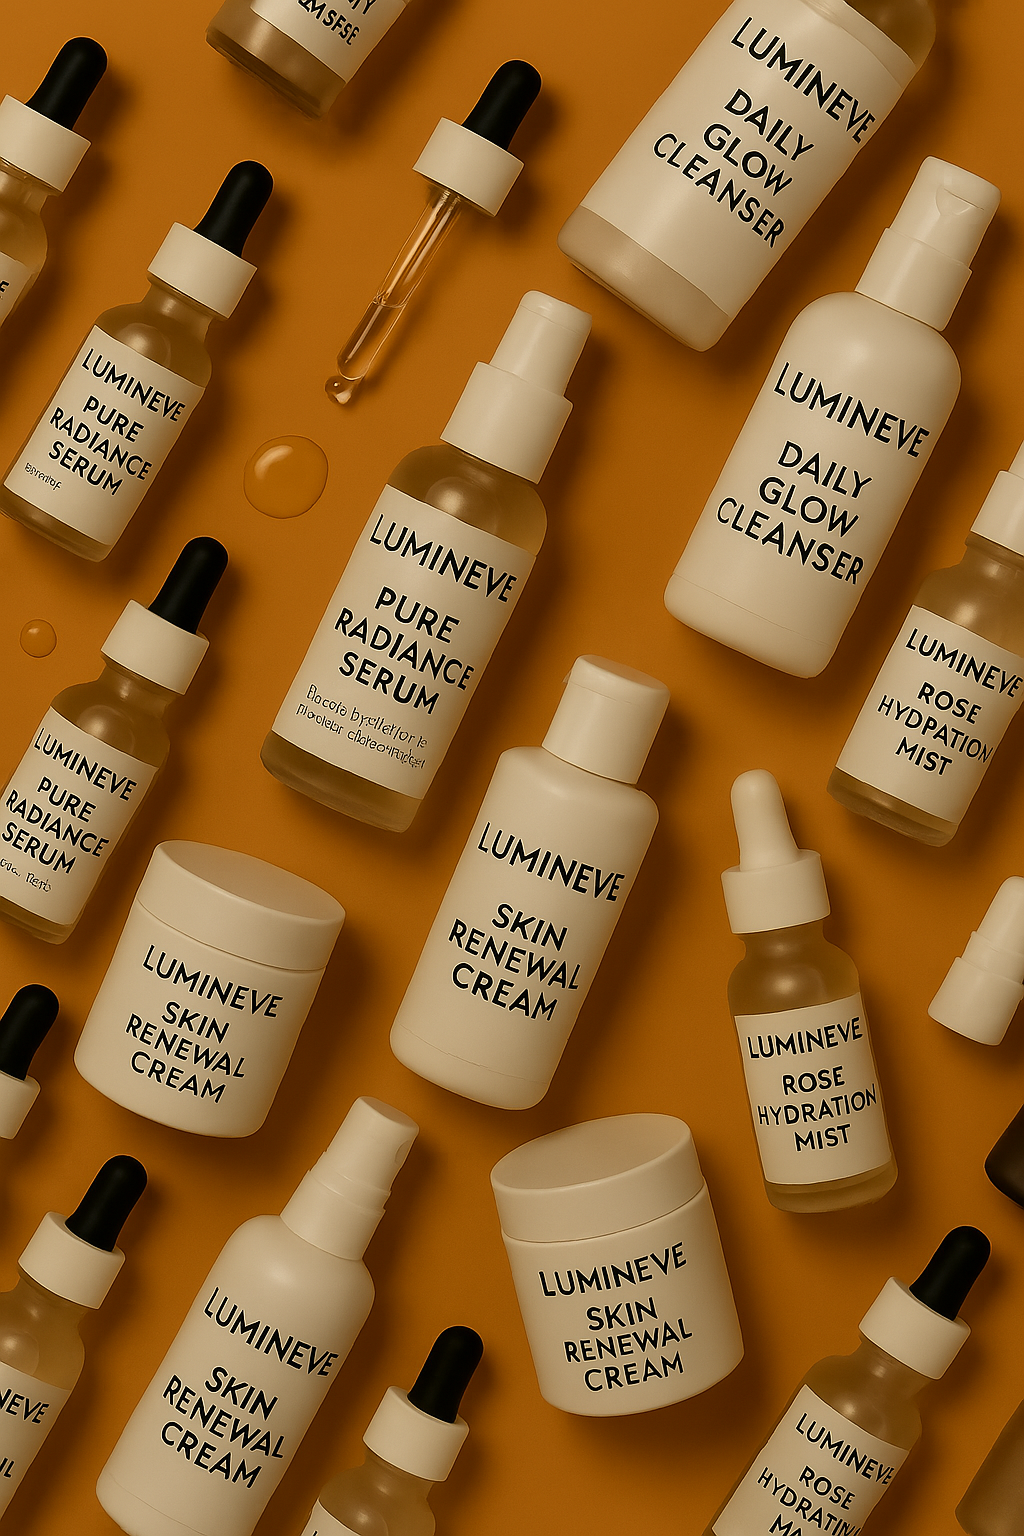 LUMINEVE
DAILY
GLOW
CLEANSER
LUMINEVE
PURE
RADIANCE
SERUM
LUMINEVE
DAILY
GLOW
CLEANSER
LUMINEVE
PURE
RADIANCE
SERUM
LUMINEVE
ROSE
HYDPATION
MIST
LUMINEVE
PURE
RADIANCE
SERUM
LUMINEVE
SKIN
RENEWAL
CREAM
LUMINEVE
SKIN
RENEWAL
CREAM
LUMINEVE
ROSE
HYDRATION
MIST
LUMINEVE
SKIN
RENEWAL
CREAM
LUMINEVE
SKIN
RENEWAL
CREAM
LUMINEVE
ROSE